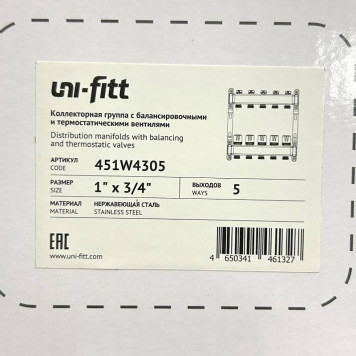 uni-fitt
Коллекторная группа с балансировочными
и термостатическими вентилями
Distribution manifolds with balancing
and thermostatic valves
АРТИКУЛ
CODE
451W4305
РАЗМЕР
SIZE
1" x 3/4"
ВЫХОДОВ
WAYS
5
МАТЕРИАЛ
MATERIAL
НЕРЖАВЕЮЩАЯ СТАЛЬ
STAINLESS STEEL
EAC
www.uni-fitt.com
4 650341 461327